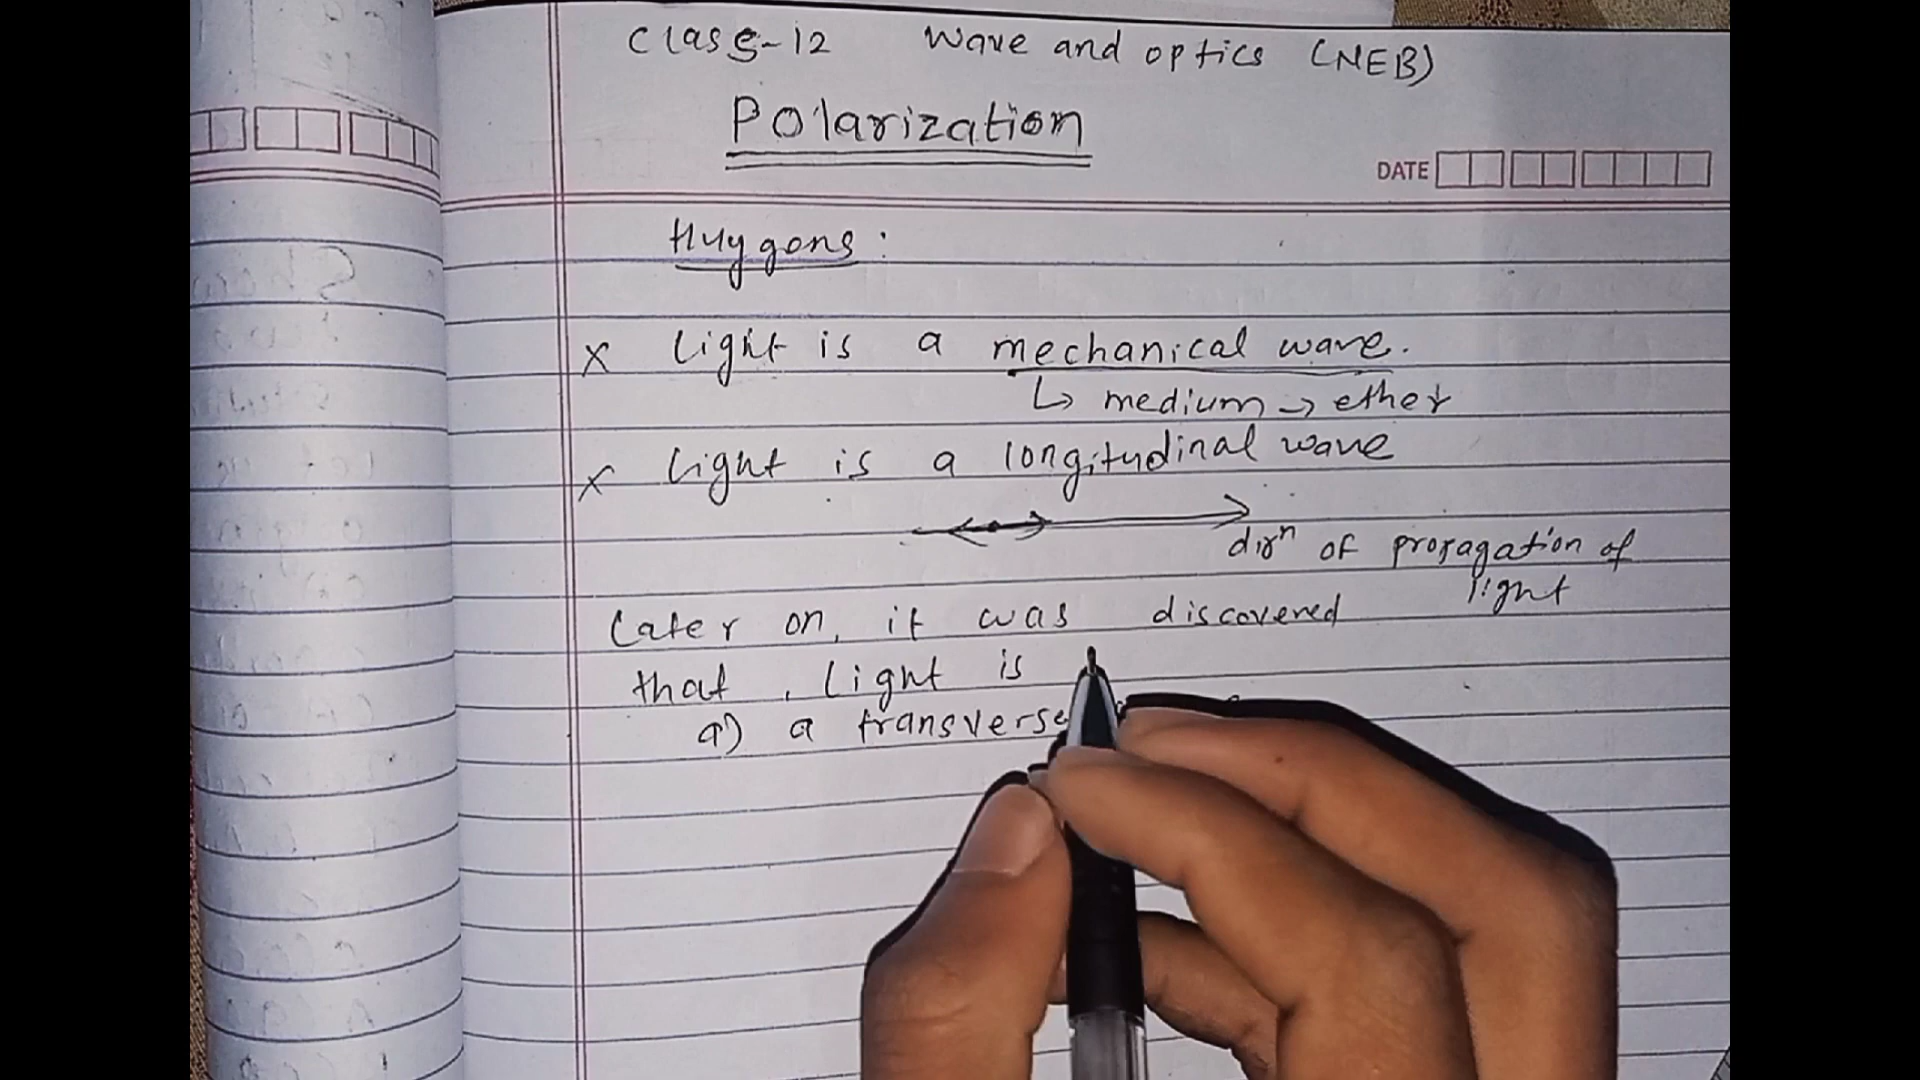 Class-12 Wave and optics (NEB)
Polarization
DATE
Huygons:
x Light is a mechanical wave.
↳ medium → ether
x Light is a longitudinal wave
dirⁿ of propagation of
light
Later on, it was discovered
that, Light is
a) a transverse